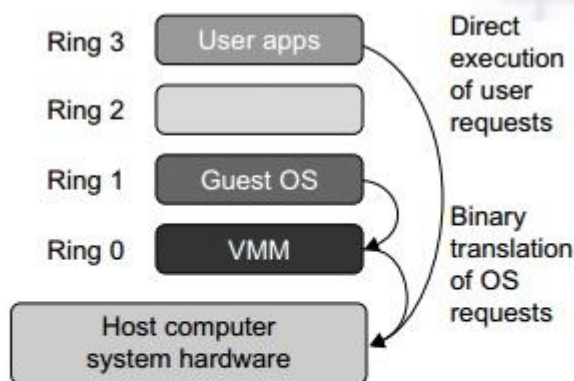 Ring 3
User apps
Direct
execution
of user
requests
Ring 2
Ring 1
Guest OS
Ring 0
VMM
Binary
translation
of OS
requests
Host computer
system hardware